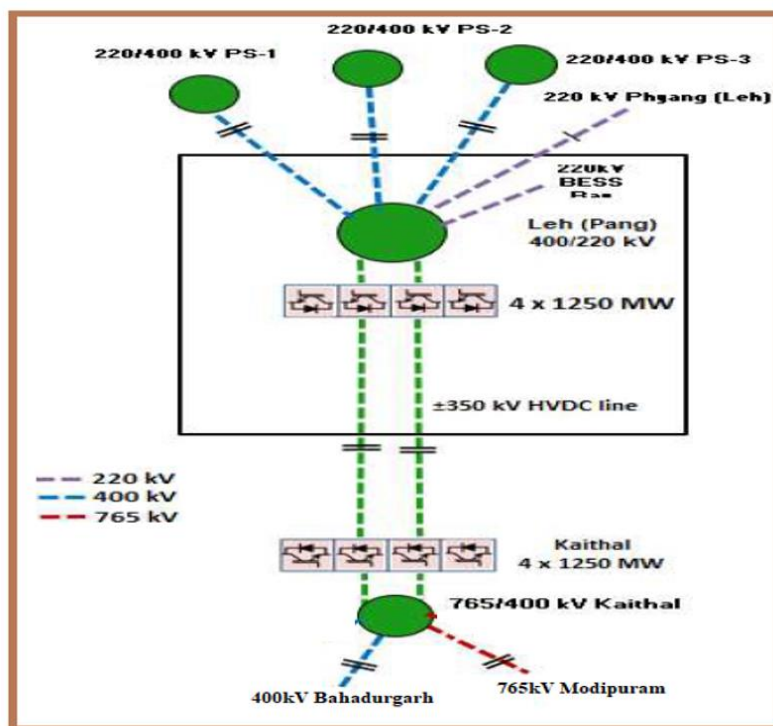 220/400 kV PS-2
220/400 kV PS-1
220/400 kV PS-3
220 kV Phyang (Leh)
220kV
BESS
Leh (Pang)
400/220 kV
4 x 1250 MW
±350 kV HVDC line
220 kV
400 kV
765 kV
Kaithal
4 x 1250 MW
765/400 kV Kaithal
400kV Bahadurgarh
765kV Modipuram